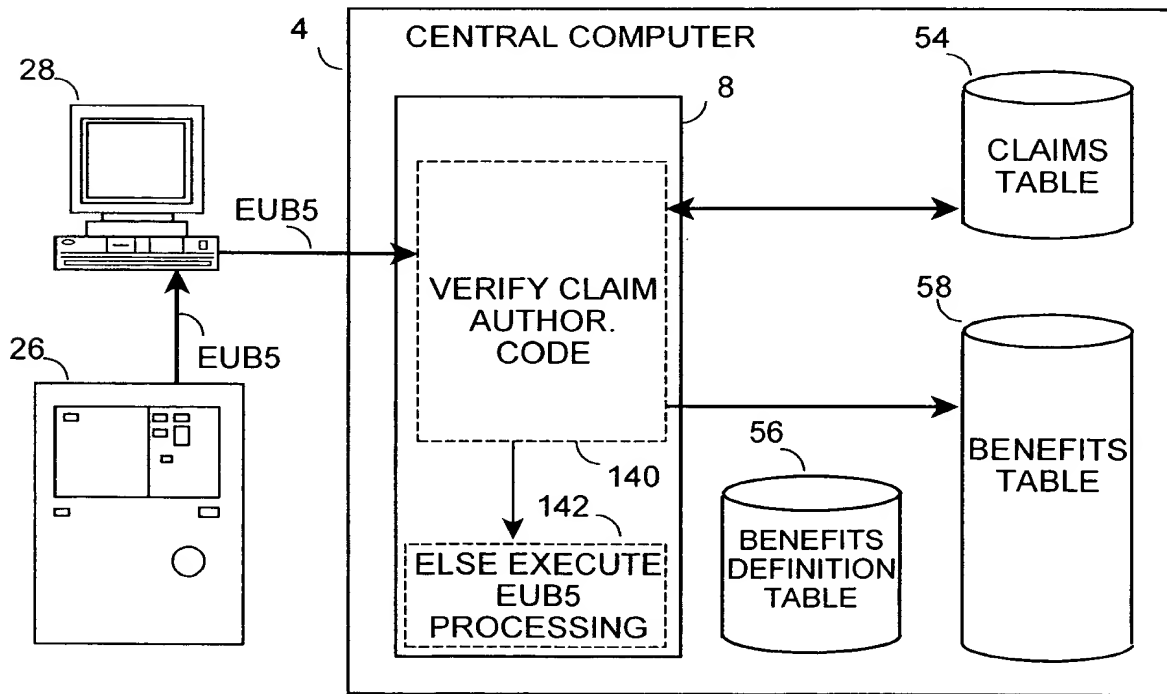 4
CENTRAL COMPUTER
54
28
8
CLAIMS
TABLE
EUB5
VERIFY CLAIM
AUTHOR.
CODE
58
26
EUB5
56
BENEFITS
TABLE
140
142
BENEFITS
DEFINITION
TABLE
ELSE EXECUTE
EUB5
PROCESSING